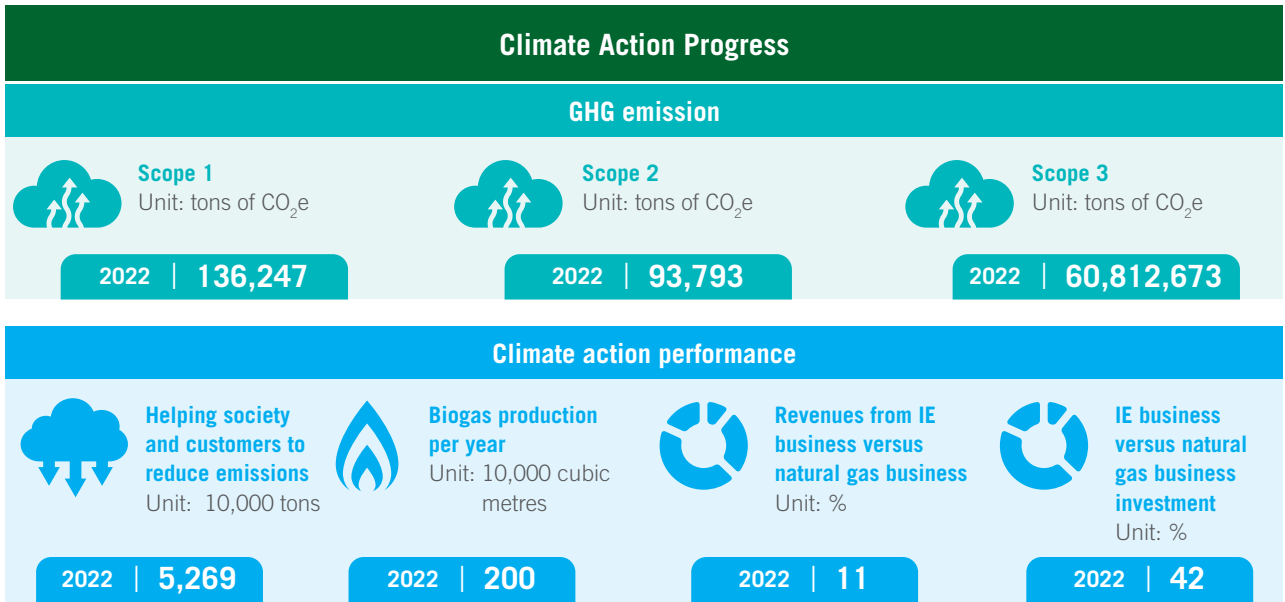 Climate Action Progress
GHG emission
Scope 1
Unit: tons of CO₂e
2022 | 136,247
Scope 2
Unit: tons of CO₂e
2022 | 93,793
Scope 3
Unit: tons of CO₂e
2022 | 60,812,673
Climate action performance
Helping society
and customers to
reduce emissions
Unit: 10,000 tons
2022 | 5,269
Biogas production
per year
Unit: 10,000 cubic
metres
2022 | 200
Revenues from IE
business versus
natural gas business
Unit: %
2022 | 11
IE business
versus natural
gas business
investment
Unit: %
2022 | 42